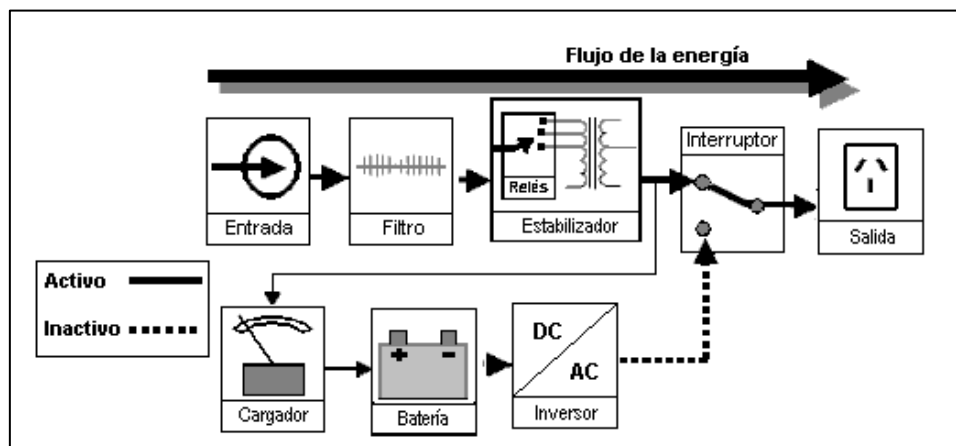 Flujo de la energía
Entrada
Filtro
Relés
Estabilizador
Interruptor
Salida
Activo
Inactivo
Cargador
+ -
Batería
DC
AC
Inversor